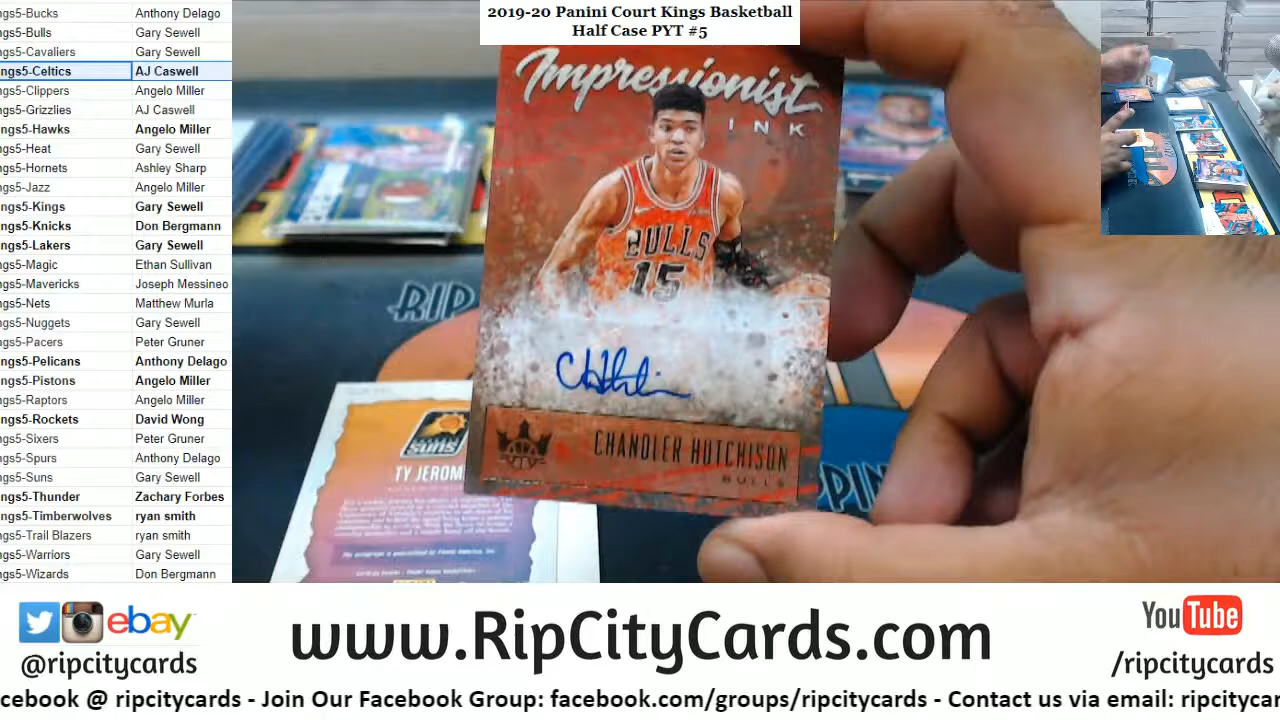 2019-20 Panini Court Kings Basketball
Half Case PYT #5
ngs5-Bucks Anthony Delago
ngs5-Bulls Gary Sewell
ngs5-Cavaliers Gary Sewell
ngs5-Celtics AJ Caswell
ngs5-Clippers Angelo Miller
ngs5-Grizzlies AJ Caswell
ngs5-Hawks Angelo Miller
ngs5-Heat Gary Sewell
ngs5-Hornets Ashley Sharp
ngs5-Jazz Angelo Miller
ngs5-Kings Gary Sewell
ngs5-Knicks Don Bergmann
ngs5-Lakers Gary Sewell
ngs5-Magic Ethan Sullivan
ngs5-Mavericks Joseph Messineo
ngs5-Nets Matthew Murla
ngs5-Nuggets Gary Sewell
ngs5-Pacers Peter Gruner
ngs5-Pelicans Anthony Delago
ngs5-Pistons Angelo Miller
ngs5-Raptors Angelo Miller
ngs5-Rockets David Wong
ngs5-Sixers Peter Gruner
ngs5-Spurs Anthony Delago
ngs5-Suns Gary Sewell
ngs5-Thunder Zachary Forbes
ngs5-Timberwolves ryan smith
ngs5-Trail Blazers ryan smith
ngs5-Warriors Gary Sewell
ngs5-Wizards Don Bergmann
Impressionist
INK
BULLS
15
CHANDLER HUTCHISON
BULLS
RIP
PPIN
SUNS
TY JEROM
ebay
@ripcitycards
www.RipCityCards.com
YouTube
/ripcitycards
cebook @ ripcitycards - Join Our Facebook Group: facebook.com/groups/ripcitycards - Contact us via email: ripcitycar